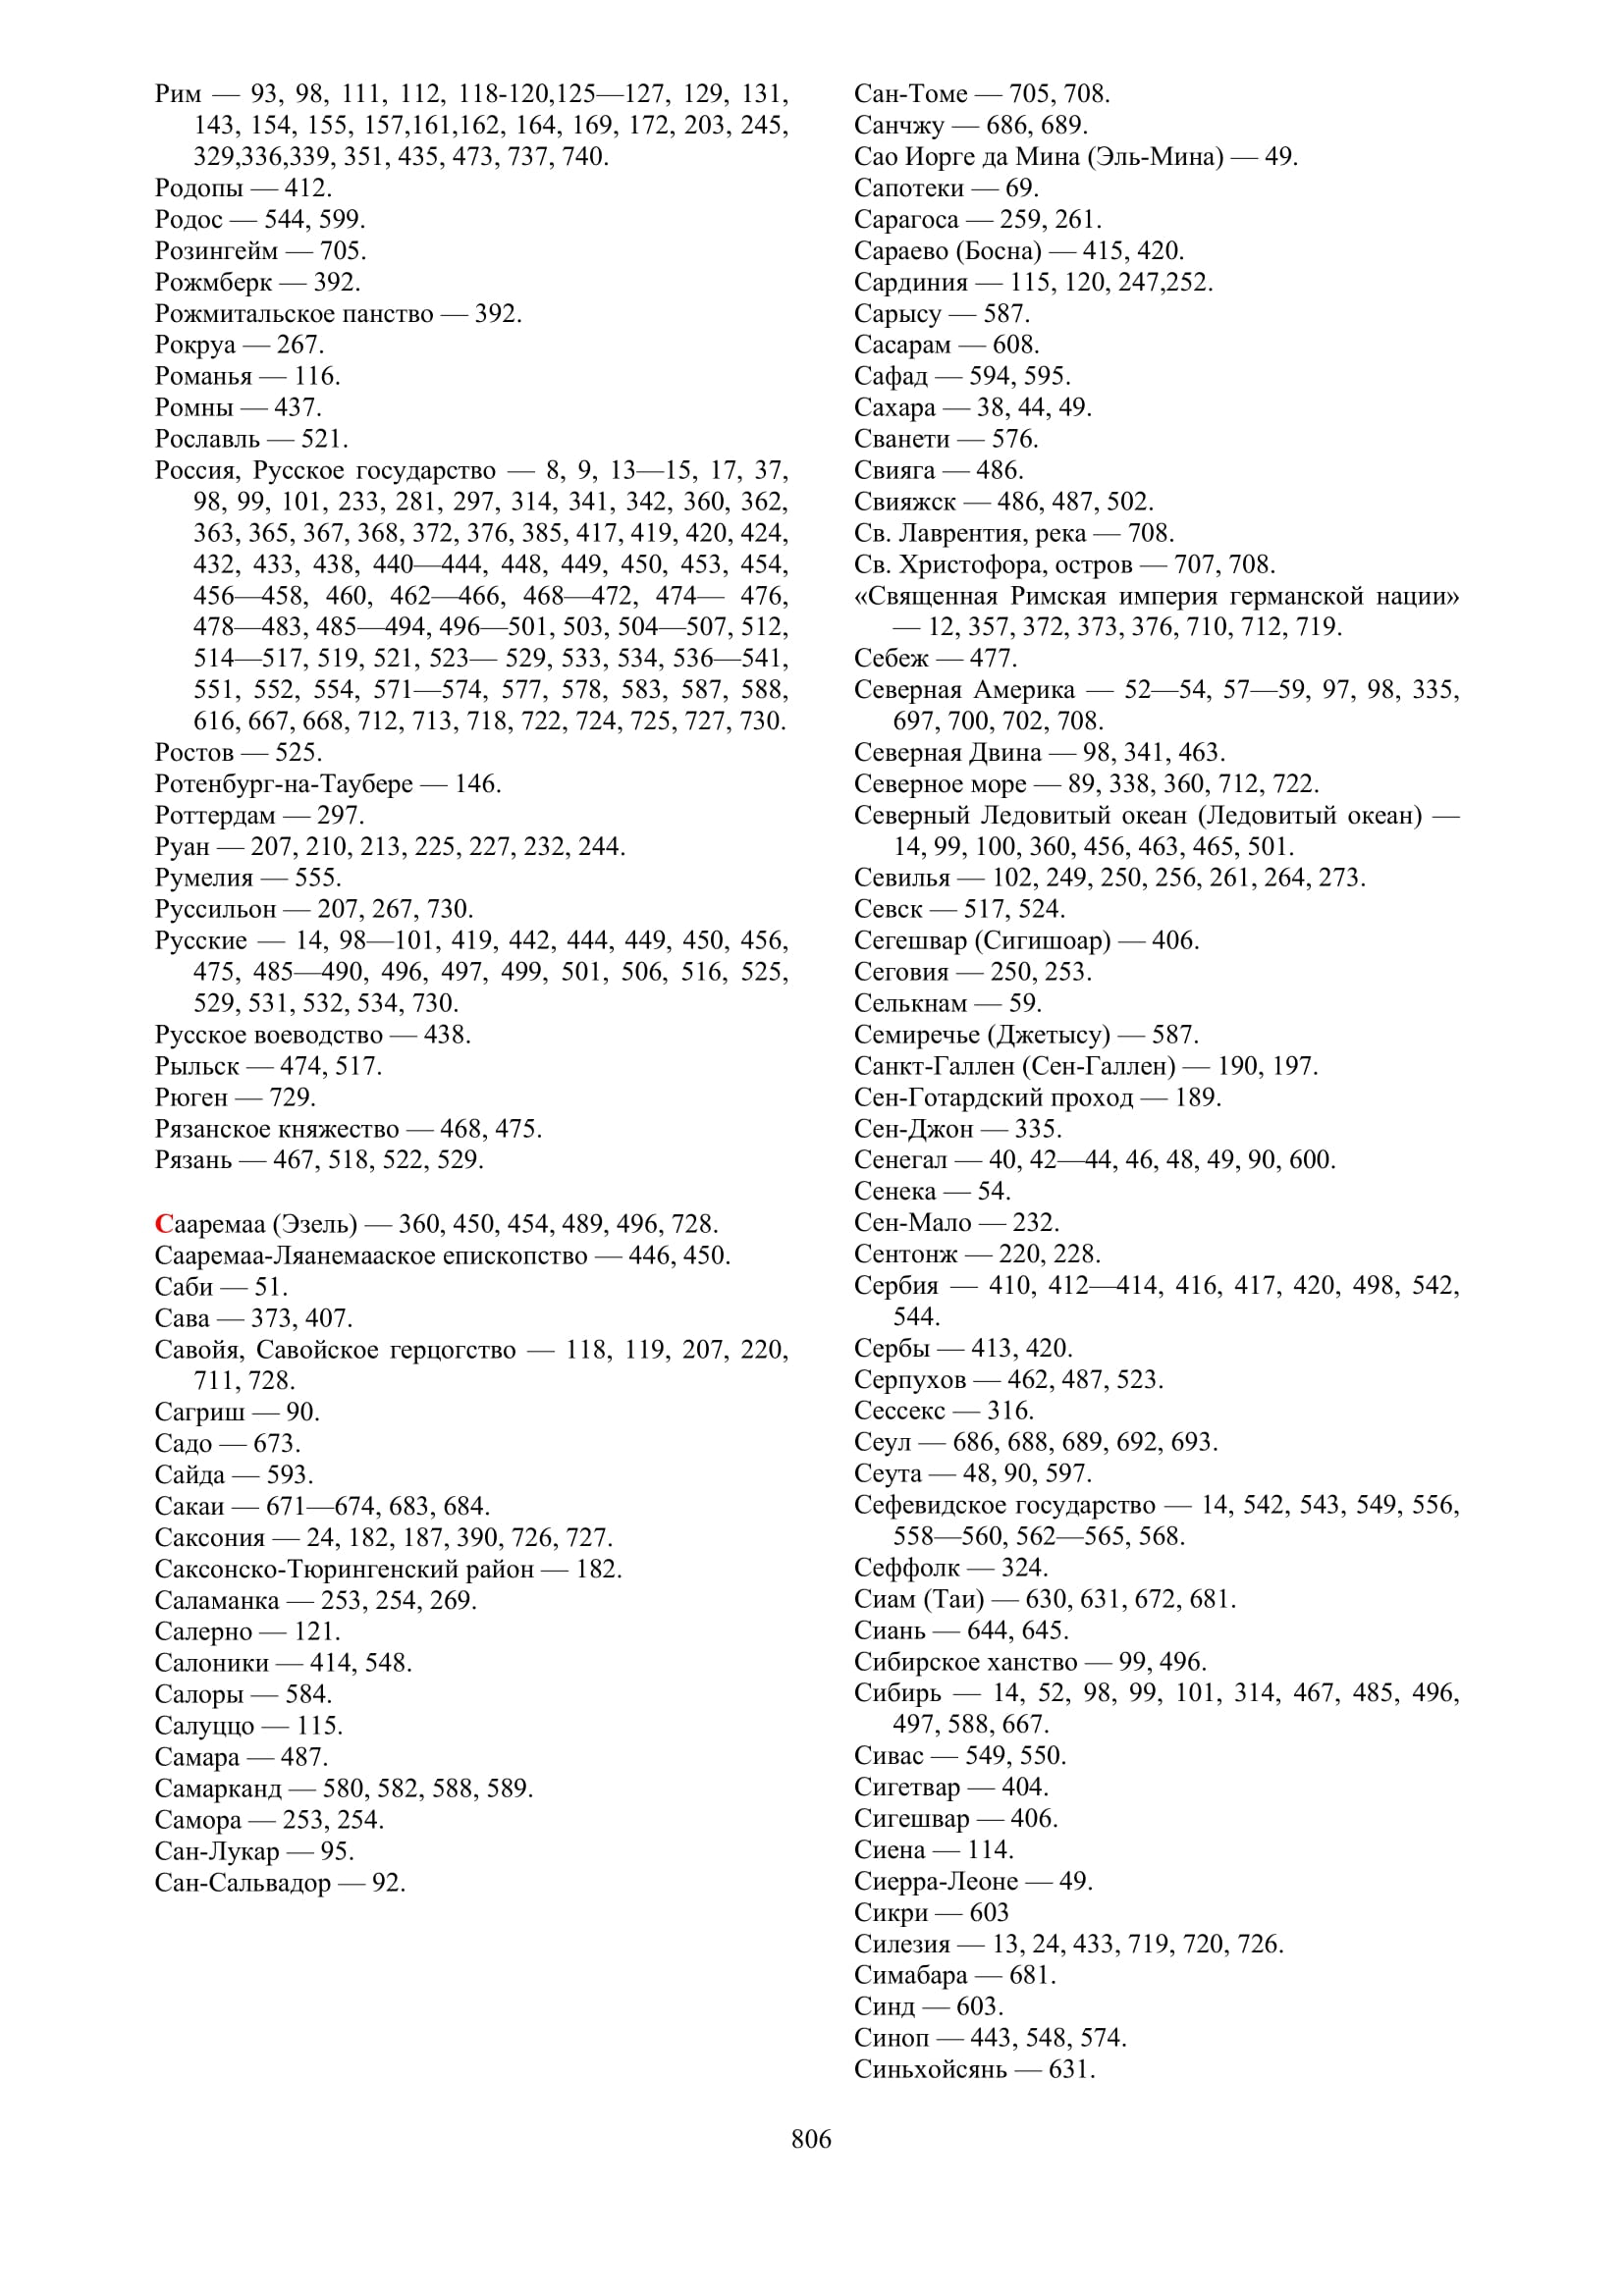 Рим — 93, 98, 111, 112, 118-120,125—127, 129, 131,
143, 154, 155, 157,161,162, 164, 169, 172, 203, 245,
329,336,339, 351, 435, 473, 737, 740.
Родопы — 412.
Родос — 544, 599.
Розингейм — 705.
Рожмберк — 392.
Рожмитальское панство — 392.
Рокруа — 267.
Романья — 116.
Ромны — 437.
Рославль — 521.
Россия, Русское государство — 8, 9, 13—15, 17, 37,
98, 99, 101, 233, 281, 297, 314, 341, 342, 360, 362,
363, 365, 367, 368, 372, 376, 385, 417, 419, 420, 424,
432, 433, 438, 440—444, 448, 449, 450, 453, 454,
456—458, 460, 462—466, 468—472, 474— 476,
478—483, 485—494, 496—501, 503, 504—507, 512,
514—517, 519, 521, 523— 529, 533, 534, 536—541,
551, 552, 554, 571—574, 577, 578, 583, 587, 588,
616, 667, 668, 712, 713, 718, 722, 724, 725, 727, 730.
Ростов — 525.
Ротенбург-на-Таубере — 146.
Роттердам — 297.
Руан — 207, 210, 213, 225, 227, 232, 244.
Румелия — 555.
Руссильон — 207, 267, 730.
Русские — 14, 98—101, 419, 442, 444, 449, 450, 456,
475, 485—490, 496, 497, 499, 501, 506, 516, 525,
529, 531, 532, 534, 730.
Русское воеводство — 438.
Рыльск — 474, 517.
Рюген — 729.
Рязанское княжество — 468, 475.
Рязань — 467, 518, 522, 529.
Сааремаа (Эзель) — 360, 450, 454, 489, 496, 728.
Сааремаа-Ляанемааское епископство — 446, 450.
Саби — 51.
Сава — 373, 407.
Савойя, Савойское герцогство — 118, 119, 207, 220,
711, 728.
Сагриш — 90.
Садо — 673.
Сайда — 593.
Сакаи — 671—674, 683, 684.
Саксония — 24, 182, 187, 390, 726, 727.
Саксонско-Тюрингенский район — 182.
Саламанка — 253, 254, 269.
Салерно — 121.
Салоники — 414, 548.
Салоры — 584.
Салуццо — 115.
Самара — 487.
Самарканд — 580, 582, 588, 589.
Самора — 253, 254.
Сан-Лукар — 95.
Сан-Сальвадор — 92.
Сан-Томе — 705, 708.
Санчжу — 686, 689.
Сао Иорге да Мина (Эль-Мина) — 49.
Сапотеки — 69.
Сарагоса — 259, 261.
Сараево (Босна) — 415, 420.
Сардиния — 115, 120, 247,252.
Сарысу — 587.
Сасарам — 608.
Сафад — 594, 595.
Сахара — 38, 44, 49.
Сванети — 576.
Свияга — 486.
Свияжск — 486, 487, 502.
Св. Лаврентия, река — 708.
Св. Христофора, остров — 707, 708.
«Священная Римская империя германской нации»
— 12, 357, 372, 373, 376, 710, 712, 719.
Себеж — 477.
Северная Америка — 52—54, 57—59, 97, 98, 335,
697, 700, 702, 708.
Северная Двина — 98, 341, 463.
Северное море — 89, 338, 360, 712, 722.
Северный Ледовитый океан (Ледовитый океан) —
14, 99, 100, 360, 456, 463, 465, 501.
Севилья — 102, 249, 250, 256, 261, 264, 273.
Севск — 517, 524.
Сегешвар (Сигишоар) — 406.
Сеговия — 250, 253.
Селькнам — 59.
Семиречье (Джетысу) — 587.
Санкт-Галлен (Сен-Галлен) — 190, 197.
Сен-Готардский проход — 189.
Сен-Джон — 335.
Сенегал — 40, 42—44, 46, 48, 49, 90, 600.
Сенека — 54.
Сен-Мало — 232.
Сентонж — 220, 228.
Сербия — 410, 412—414, 416, 417, 420, 498, 542,
544.
Сербы — 413, 420.
Серпухов — 462, 487, 523.
Сессекс — 316.
Сеул — 686, 688, 689, 692, 693.
Сеута — 48, 90, 597.
Сефевидское государство — 14, 542, 543, 549, 556,
558—560, 562—565, 568.
Сеффолк — 324.
Сиам (Таи) — 630, 631, 672, 681.
Сиань — 644, 645.
Сибирское ханство — 99, 496.
Сибирь — 14, 52, 98, 99, 101, 314, 467, 485, 496,
497, 588, 667.
Сивас — 549, 550.
Сигетвар — 404.
Сигешвар — 406.
Сиена — 114.
Сиерра-Леоне — 49.
Сикри — 603
Силезия — 13, 24, 433, 719, 720, 726.
Симабара — 681.
Синд — 603.
Синоп — 443, 548, 574.
Синьхойсянь — 631.
806